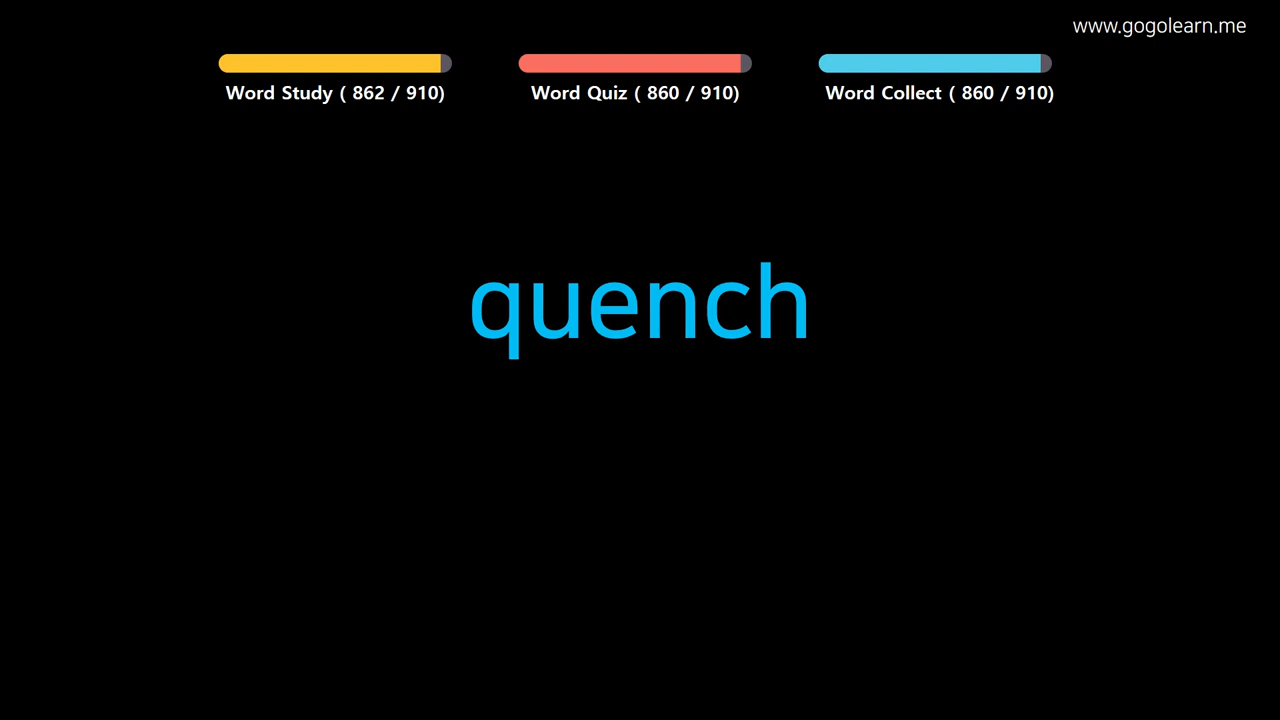 www.gogolearn.me
Word Study ( 862 / 910)
Word Quiz ( 860 / 910)
Word Collect ( 860 / 910)
quench